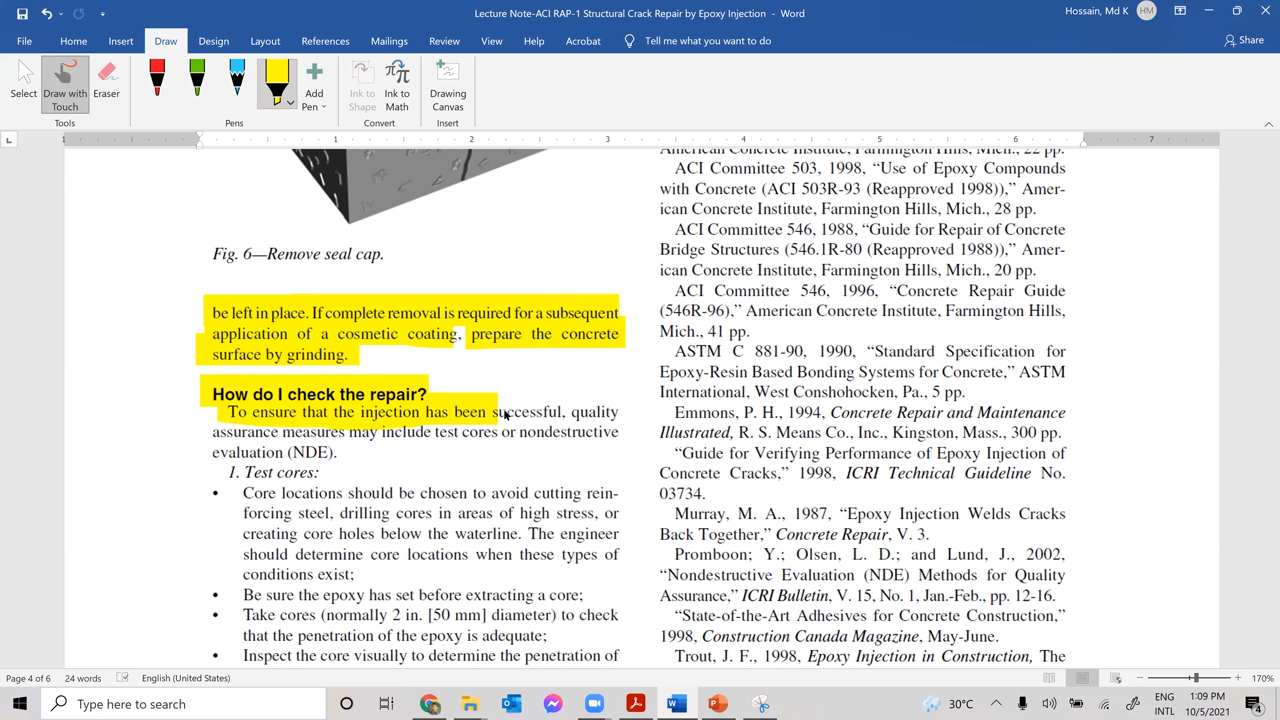 Lecture Note-ACI RAP-1 Structural Crack Repair by Epoxy Injection - Word
Hossain, Md K
HM
File
Home
Insert
Draw
Design
Layout
References
Mailings
Review
View
Help
Acrobat
Tell me what you want to do
Share
Select
Draw with Touch
Eraser
Add Pen
Ink to Shape
Ink to Math
Drawing Canvas
Tools
Pens
Convert
Insert
1
1
2
3
4
5
6
7
Fig. 6—Remove seal cap.
be left in place. If complete removal is required for a subsequent
application of a cosmetic coating, prepare the concrete
surface by grinding.
How do I check the repair?
To ensure that the injection has been successful, quality
assurance measures may include test cores or nondestructive
evaluation (NDE).
1. Test cores:
• Core locations should be chosen to avoid cutting rein-
forcing steel, drilling cores in areas of high stress, or
creating core holes below the waterline. The engineer
should determine core locations when these types of
conditions exist;
• Be sure the epoxy has set before extracting a core;
• Take cores (normally 2 in. [50 mm] diameter) to check
that the penetration of the epoxy is adequate;
• Inspect the core visually to determine the penetration of
American Concrete Institute, Farmington Hills, Mich., 22 pp.
ACI Committee 503, 1998, “Use of Epoxy Compounds
with Concrete (ACI 503R-93 (Reapproved 1998)),” Amer-
ican Concrete Institute, Farmington Hills, Mich., 28 pp.
ACI Committee 546, 1988, “Guide for Repair of Concrete
Bridge Structures (546.1R-80 (Reapproved 1988)),” Amer-
ican Concrete Institute, Farmington Hills, Mich., 20 pp.
ACI Committee 546, 1996, “Concrete Repair Guide
(546R-96),” American Concrete Institute, Farmington Hills,
Mich., 41 pp.
ASTM C 881-90, 1990, “Standard Specification for
Epoxy-Resin Based Bonding Systems for Concrete,” ASTM
International, West Conshohocken, Pa., 5 pp.
Emmons, P. H., 1994, Concrete Repair and Maintenance
Illustrated, R. S. Means Co., Inc., Kingston, Mass., 300 pp.
“Guide for Verifying Performance of Epoxy Injection of
Concrete Cracks,” 1998, ICRI Technical Guideline No.
03734.
Murray, M. A., 1987, “Epoxy Injection Welds Cracks
Back Together,” Concrete Repair, V. 3.
Promboon; Y.; Olsen, L. D.; and Lund, J., 2002,
“Nondestructive Evaluation (NDE) Methods for Quality
Assurance,” ICRI Bulletin, V. 15, No. 1, Jan.-Feb., pp. 12-16.
“State-of-the-Art Adhesives for Concrete Construction,”
1998, Construction Canada Magazine, May-June.
Trout, J. F., 1998, Epoxy Injection in Construction, The
Page 4 of 6
24 words
English (United States)
170%
Type here to search
30°C
ENG
INTL
1:09 PM
10/5/2021
4